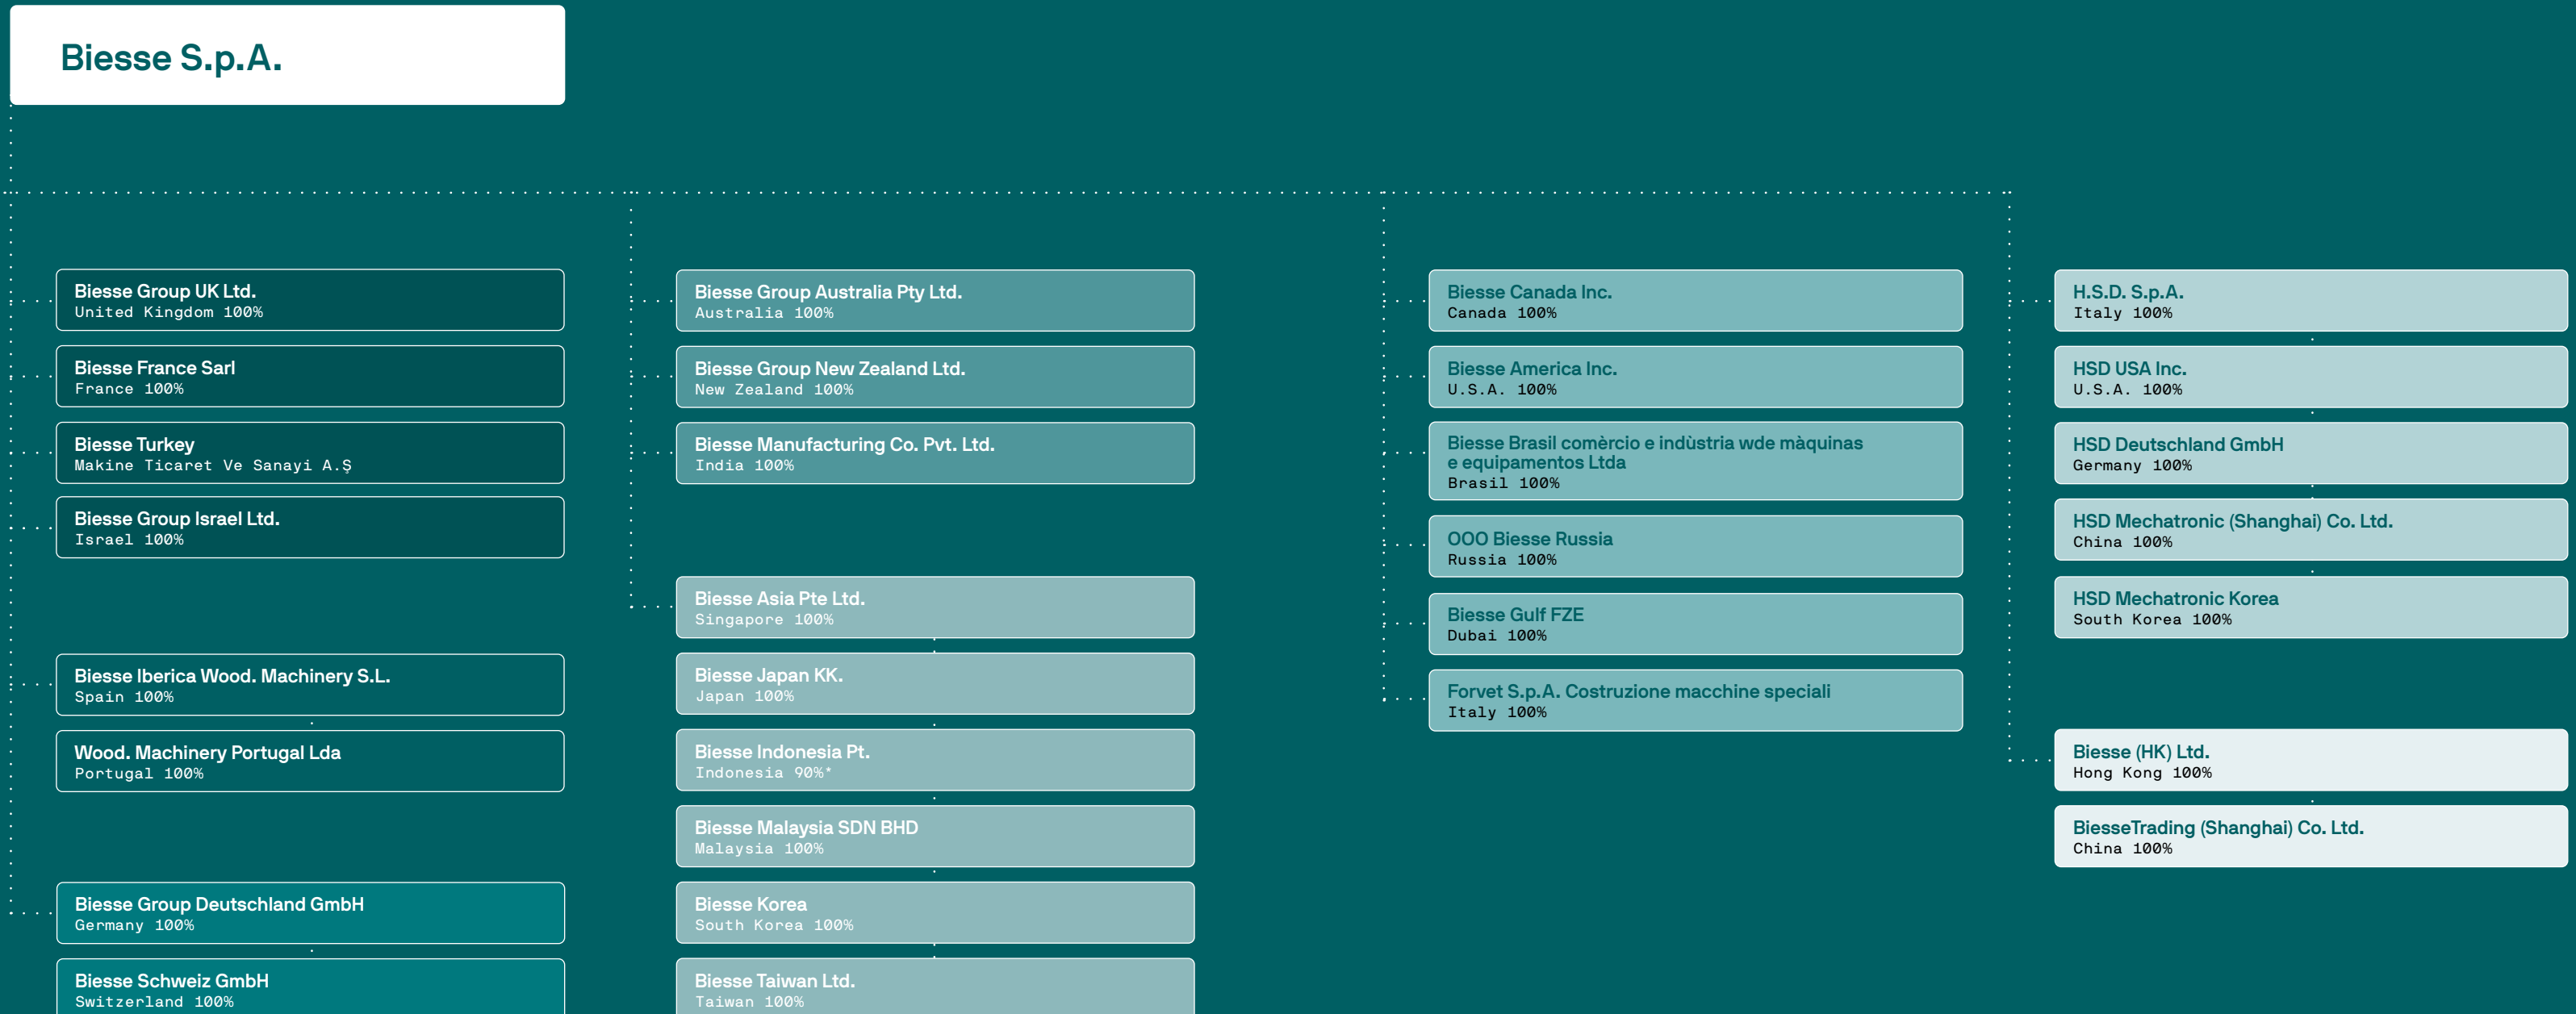 Biesse S.p.A.
Biesse Group UK Ltd.
United Kingdom 100%
Biesse France Sarl
France 100%
Biesse Turkey
Makine Ticaret Ve Sanayi A.Ş
Biesse Group Israel Ltd.
Israel 100%
Biesse Iberica Wood. Machinery S.L.
Spain 100%
Wood. Machinery Portugal Lda
Portugal 100%
Biesse Group Deutschland GmbH
Germany 100%
Biesse Schweiz GmbH
Switzerland 100%
Biesse Group Australia Pty Ltd.
Australia 100%
Biesse Group New Zealand Ltd.
New Zealand 100%
Biesse Manufacturing Co. Pvt. Ltd.
India 100%
Biesse Asia Pte Ltd.
Singapore 100%
Biesse Japan KK.
Japan 100%
Biesse Indonesia Pt.
Indonesia 90%*
Biesse Malaysia SDN BHD
Malaysia 100%
Biesse Korea
South Korea 100%
Biesse Taiwan Ltd.
Taiwan 100%
Biesse Canada Inc.
Canada 100%
Biesse America Inc.
U.S.A. 100%
Biesse Brasil comèrcio e indùstria wde màquinas
e equipamentos Ltda
Brasil 100%
OOO Biesse Russia
Russia 100%
Biesse Gulf FZE
Dubai 100%
Forvet S.p.A. Costruzione macchine speciali
Italy 100%
H.S.D. S.p.A.
Italy 100%
HSD USA Inc.
U.S.A. 100%
HSD Deutschland GmbH
Germany 100%
HSD Mechatronic (Shanghai) Co. Ltd.
China 100%
HSD Mechatronic Korea
South Korea 100%
Biesse (HK) Ltd.
Hong Kong 100%
BiesseTrading (Shanghai) Co. Ltd.
China 100%